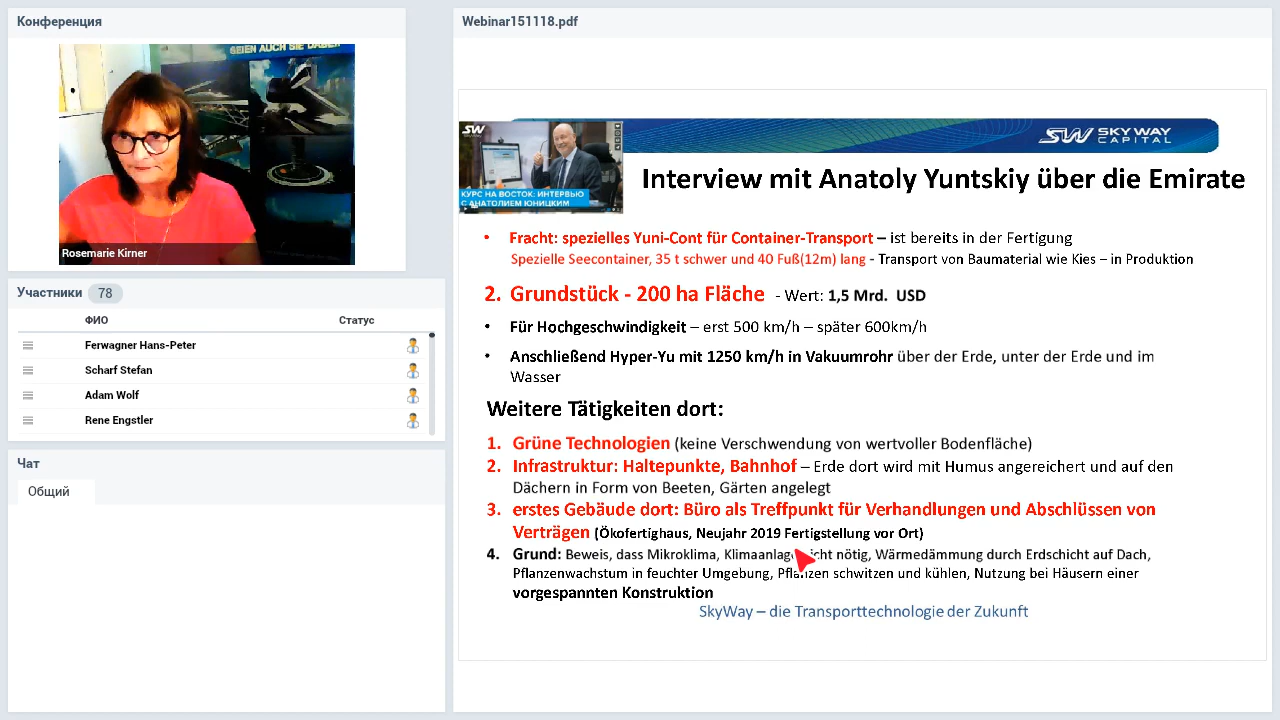 Конференция
SEIEN AUCH SIE DABEI!
Rosemarie Kirner
Участники 78
ФИО Статус
Ferwagner Hans-Peter
Scharf Stefan
Adam Wolf
Rene Engstler
Чат
Общий
Webinar151118.pdf
SW
SW SKY WAY
CAPITAL
КУРС НА ВОСТОК: ИНТЕРВЬЮ
С АНАТОЛИЕМ ЮНИЦКИМ
Interview mit Anatoly Yuntskiy über die Emirate
• Fracht: spezielles Yuni-Cont für Container-Transport – ist bereits in der Fertigung
Spezielle Seecontainer, 35 t schwer und 40 Fuß(12m) lang - Transport von Baumaterial wie Kies – in Produktion
2. Grundstück - 200 ha Fläche - Wert: 1,5 Mrd. USD
• Für Hochgeschwindigkeit – erst 500 km/h – später 600km/h
• Anschließend Hyper-Yu mit 1250 km/h in Vakuumrohr über der Erde, unter der Erde und im
Wasser
Weitere Tätigkeiten dort:
1. Grüne Technologien (keine Verschwendung von wertvoller Bodenfläche)
2. Infrastruktur: Haltepunkte, Bahnhof – Erde dort wird mit Humus angereichert und auf den
Dächern in Form von Beeten, Gärten angelegt
3. erstes Gebäude dort: Büro als Treffpunkt für Verhandlungen und Abschlüssen von
Verträgen (Ökofertighaus, Neujahr 2019 Fertigstellung vor Ort)
4. Grund: Beweis, dass Mikroklima, Klimaanlage nicht nötig, Wärmedämmung durch Erdschicht auf Dach,
Pflanzenwachstum in feuchter Umgebung, Pflanzen schwitzen und kühlen, Nutzung bei Häusern einer
vorgespannten Konstruktion
SkyWay – die Transporttechnologie der Zukunft